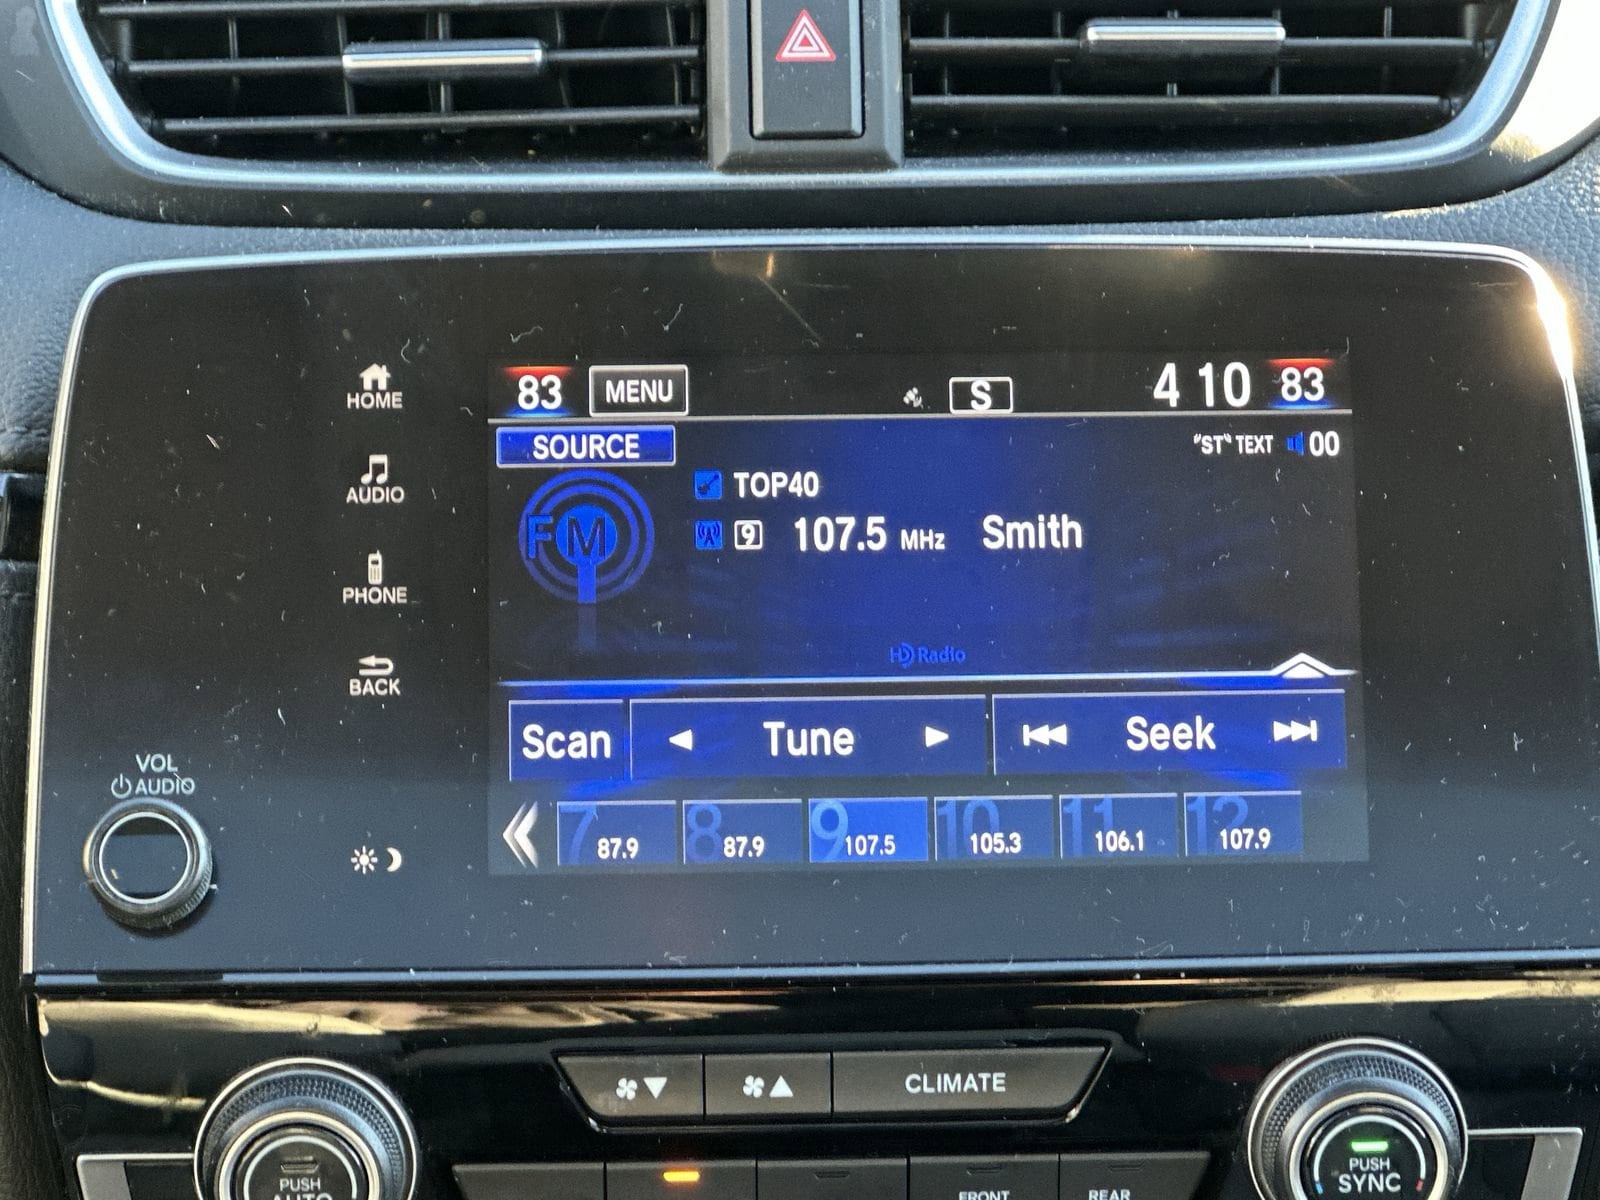 83 MENU S 4 10 83
SOURCE "ST" TEXT 00
TOP40
FM 9 107.5 MHz Smith
HD Radio
HOME
AUDIO
PHONE
BACK
VOL
AUDIO
Scan Tune Seek
7 87.9 8 87.9 9 107.5 10 105.3 11 106.1 12 107.9
CLIMATE
PUSH
AUTO
PUSH
SYNC
FRONT REAR